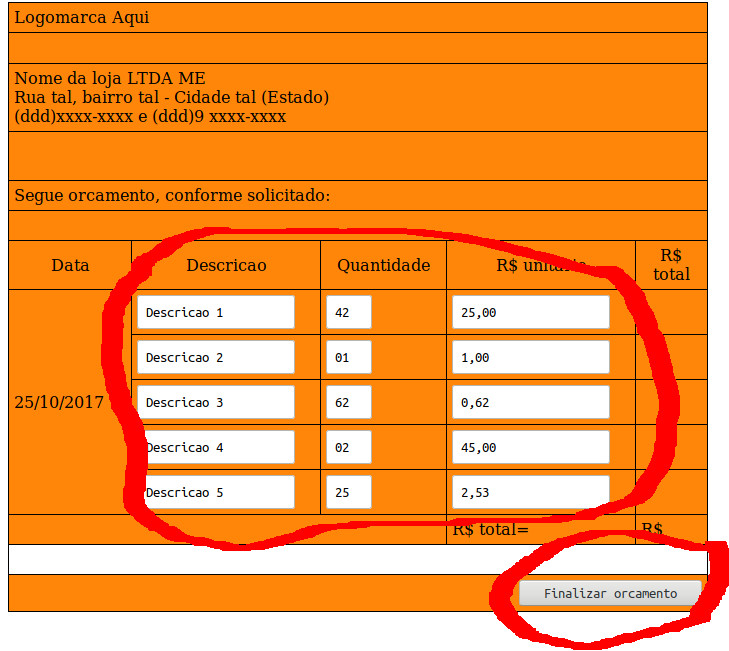 Logomarca Aqui
Nome da loja LTDA ME
Rua tal, bairro tal - Cidade tal (Estado)
(ddd)xxxx-xxxx e (ddd)9 xxxx-xxxx
Segue orcamento, conforme solicitado:
Data Descricao Quantidade R$ unitario R$ total
Descricao 1 42 25,00
Descricao 2 01 1,00
25/10/2017 Descricao 3 62 0,62
Descricao 4 02 45,00
Descricao 5 25 2,53
R$ total= R$
Finalizar orcamento